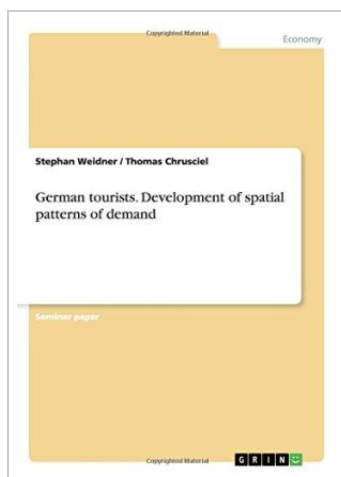 Copyrighted Material
Economy
Stephan Weidner / Thomas Chrusciel
German tourists. Development of spatial
patterns of demand
Seminar paper
Copyrighted Material
GRIN